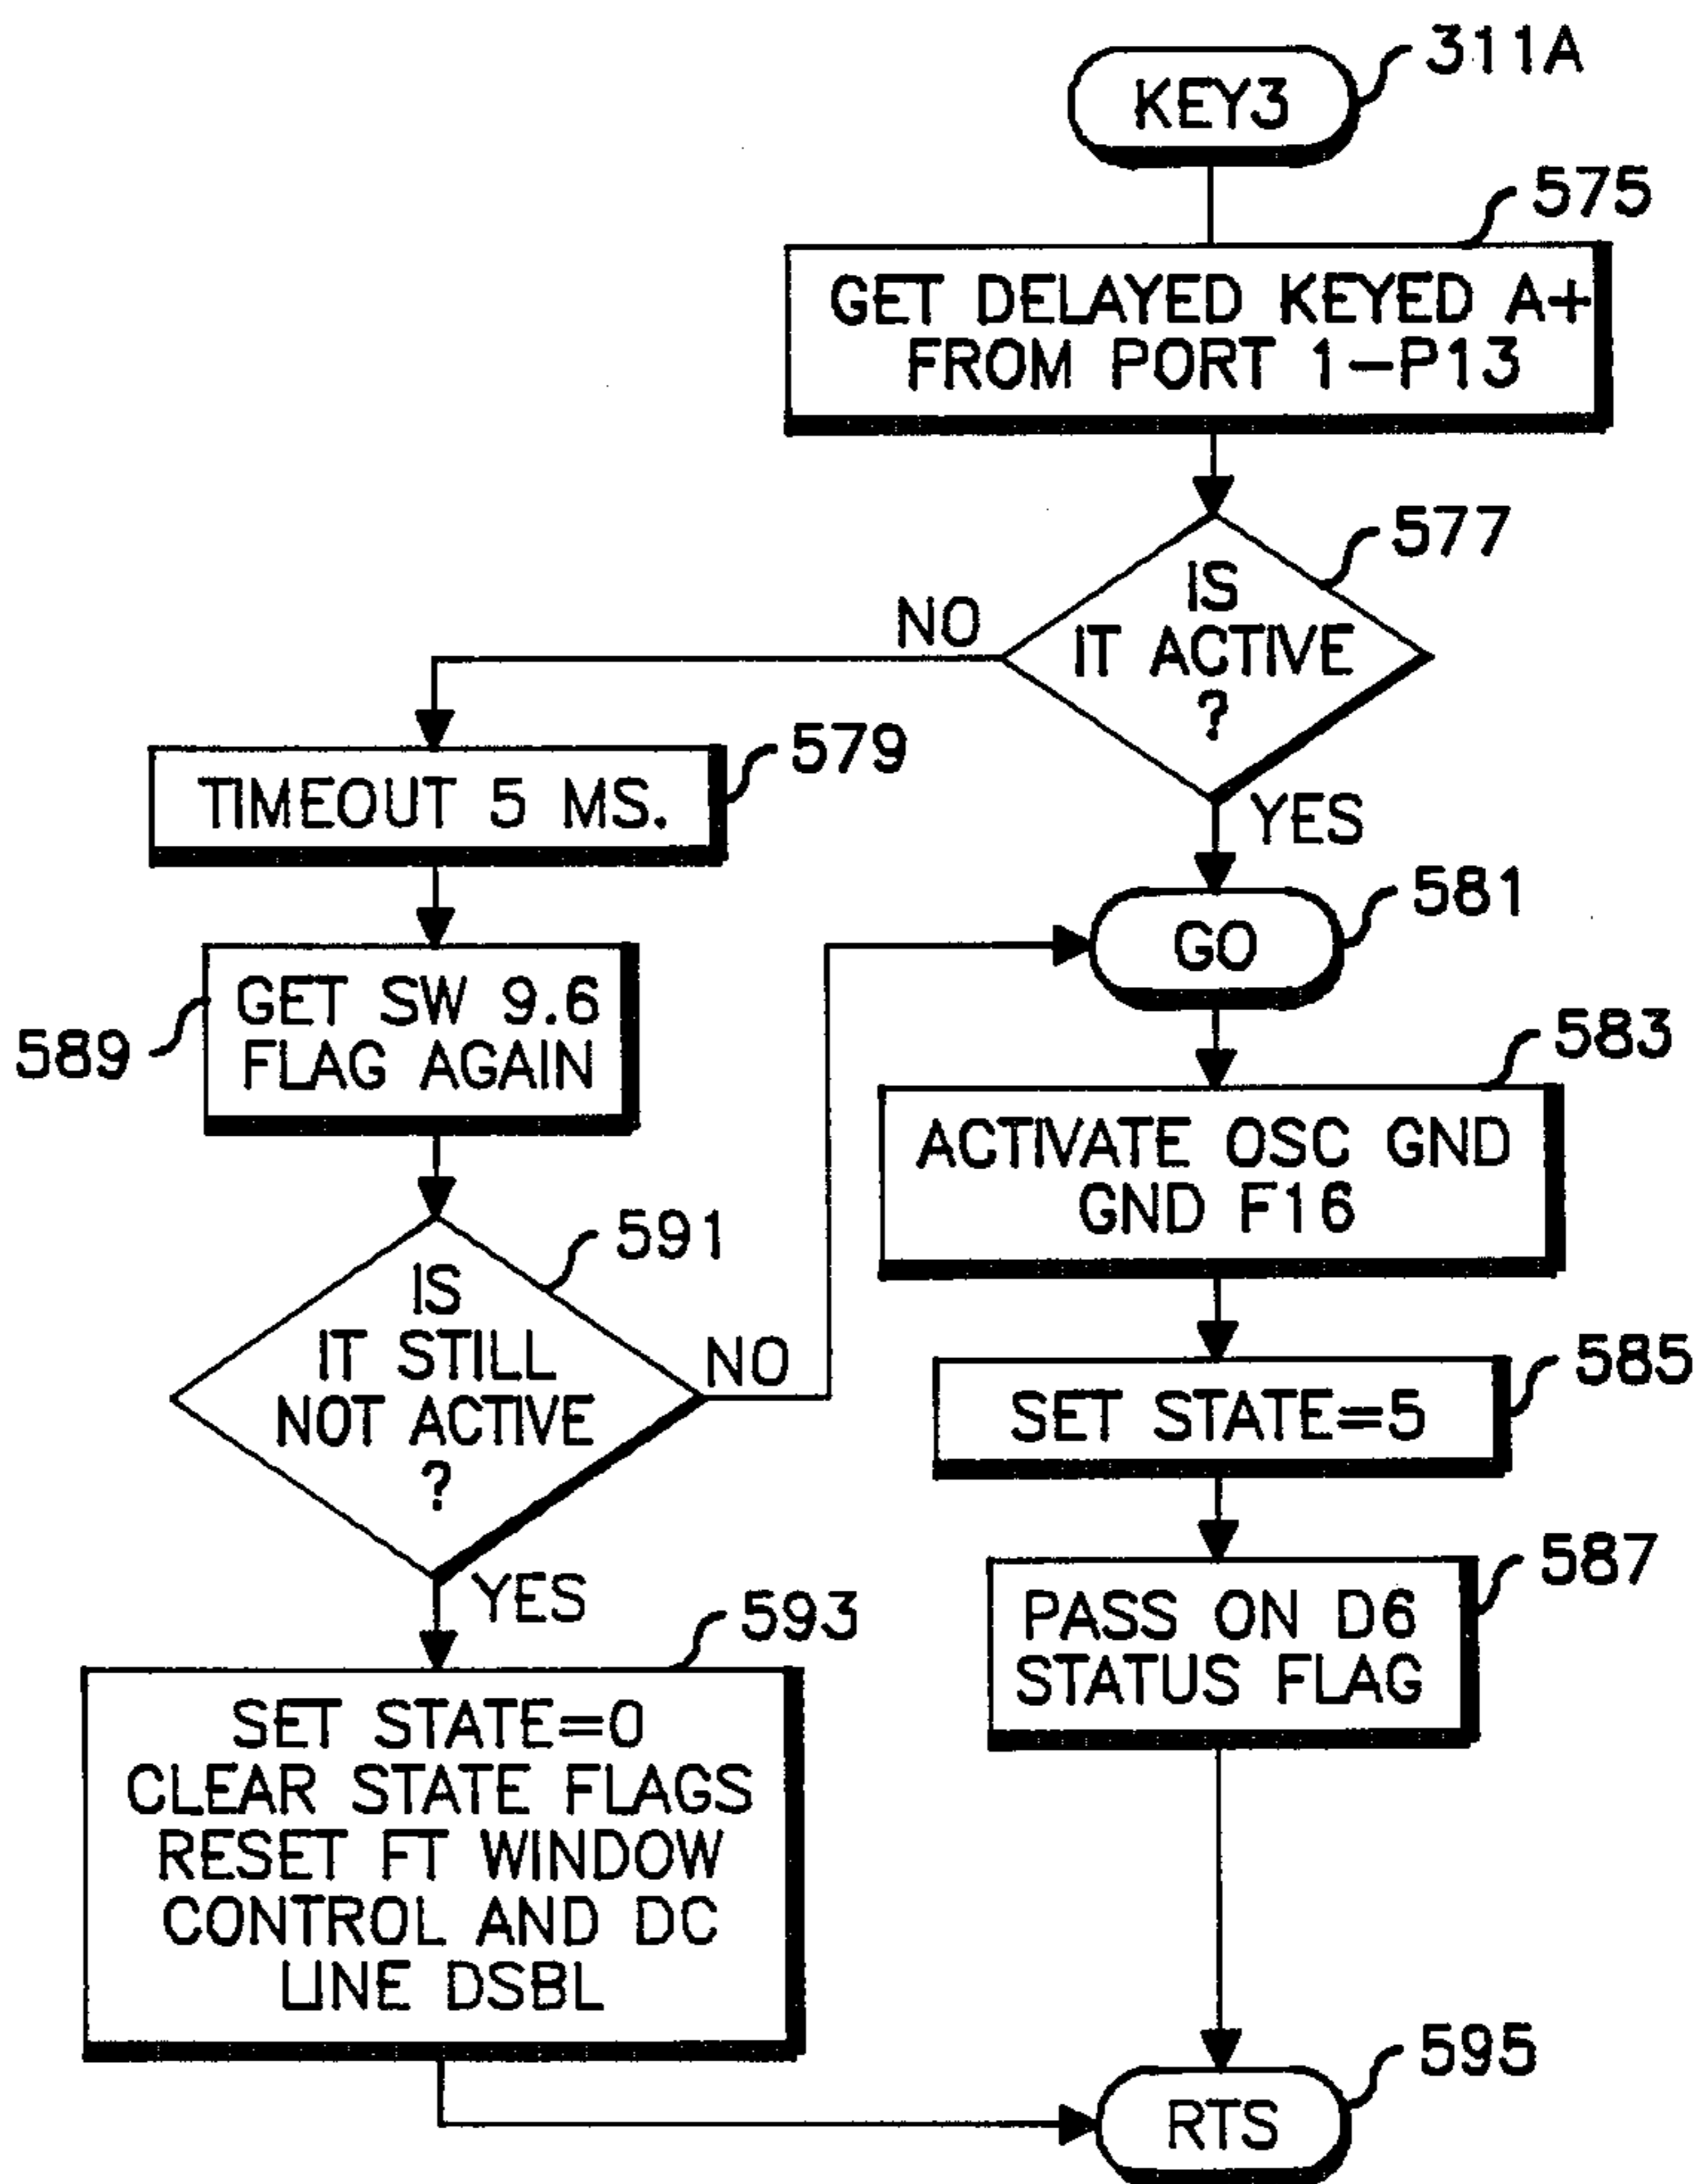 KEY3
311A
575
GET DELAYED KEYED A+
FROM PORT 1-P13
577
IS
IT ACTIVE
?
NO
YES
579
TIMEOUT 5 MS.
581
GO
589
GET SW 9.6
FLAG AGAIN
583
ACTIVATE OSC GND
GND F16
591
IS
IT STILL
NOT ACTIVE
?
NO
YES
585
SET STATE=5
587
PASS ON D6
STATUS FLAG
593
SET STATE=0
CLEAR STATE FLAGS
RESET FT WINDOW
CONTROL AND DC
LINE DSBL
595
RTS